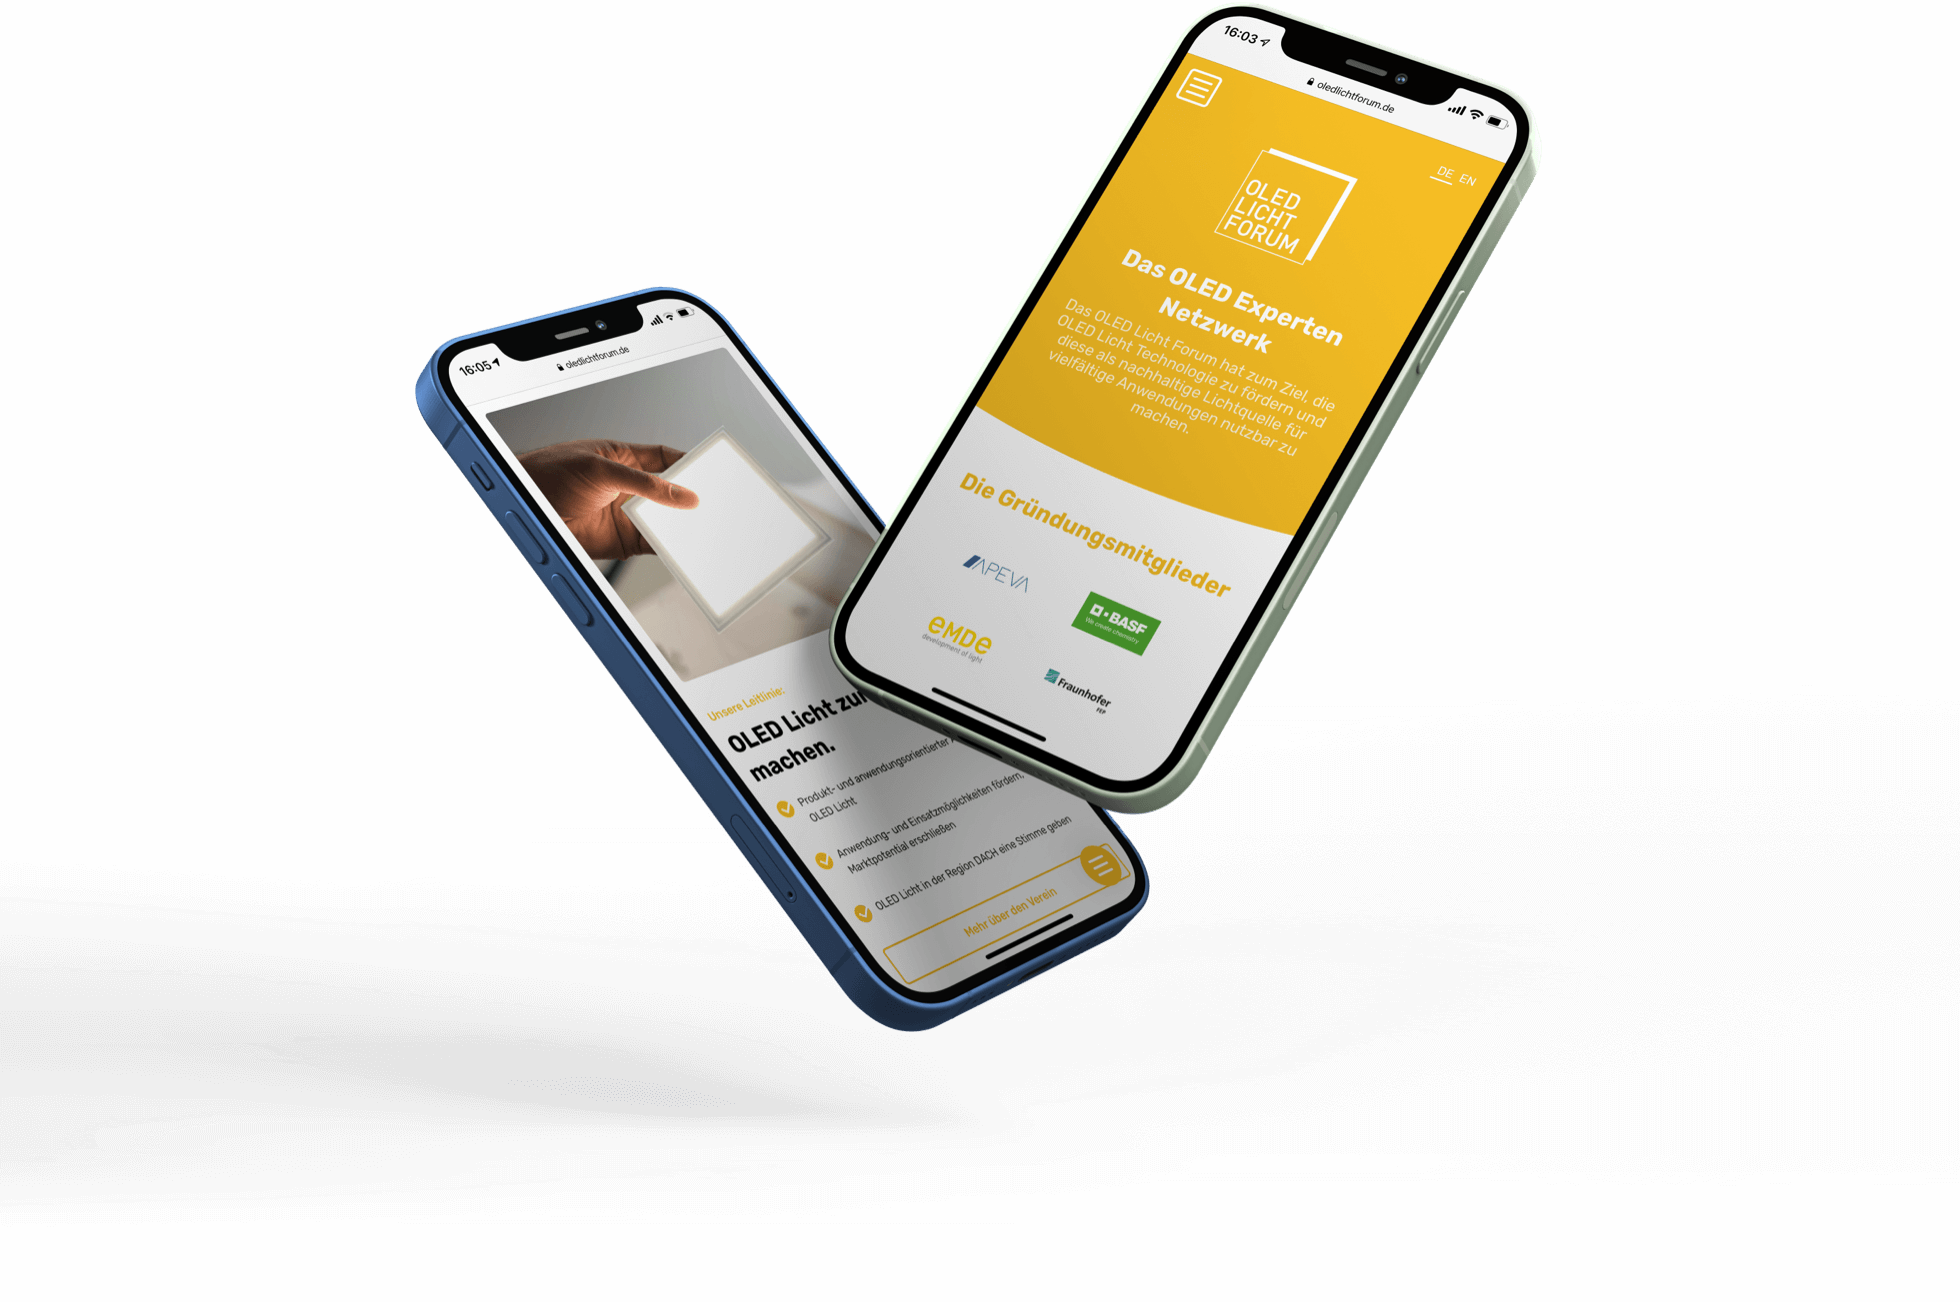 16:05
oledlichtforum.de
Unsere Leitlinie:
OLED Licht
machen.
Produkt- und anwendungsorientierter
OLED Licht
Anwendung- und Einsatzmöglichkeiten fördern,
Marktpotential erschließen
OLED Licht in der Region DACH eine Stimme geben
Mehr über den Verein
16:03
oledlichtforum.de
DE EN
OLED
LICHT
FORUM
Das OLED Experten
Netzwerk
Das OLED Licht Forum hat zum Ziel, die
OLED Licht Technologie zu fördern und
diese als nachhaltige Lichtquelle für
vielfältige Anwendungen nutzbar zu
machen.
Die Gründungsmitglieder
APEVA
BASF
We create chemistry
eMDe
development of light
Fraunhofer
FEP